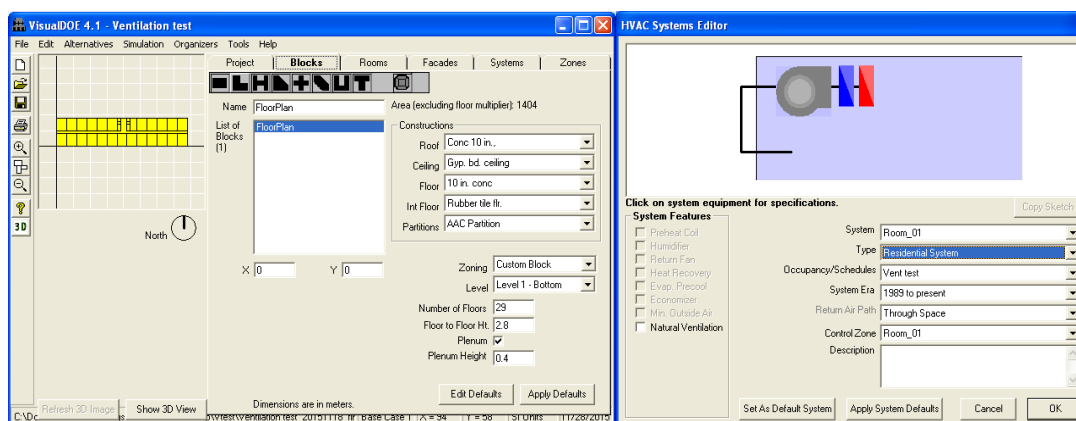 VisualDOE 4.1 - Ventilation test
File Edit Alternatives Simulation Organizers Tools Help
Project Blocks Rooms Facades Systems Zones
Name FloorPlan Area (excluding floor multiplier): 1404
List of Blocks (1)
FloorPlan
Constructions
Roof Conc 10 in.,
Ceiling Gyp. bd. ceiling
Floor 10 in. conc
Int Floor Rubber tile flr.
Partitions AAC Partition
North
3D
X 0 Y 0
Zoning Custom Block
Level Level 1 - Bottom
Number of Floors 29
Floor to Floor Ht. 2.8
Plenum
Plenum Height 0.4
Edit Defaults Apply Defaults
Refresh 3D Image Show 3D View
Dimensions are in meters.
HVAC Systems Editor
Click on system equipment for specifications.
Copy Sketch
System Features
Preheat Coil
Humidifier
Return Fan
Heat Recovery
Evap. Precool
Economizer
Min. Outside Air
Natural Ventilation
System Room_01
Type Residential System
Occupancy/Schedules Vent test
System Era 1989 to present
Return Air Path Through Space
Control Zone Room_01
Description
Set As Default System Apply System Defaults Cancel OK